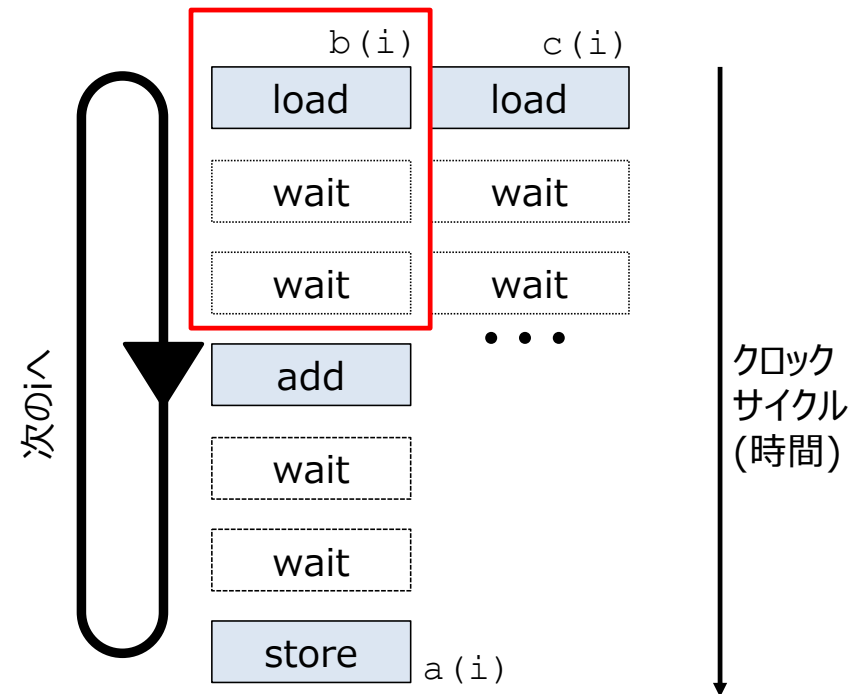 b(i) c(i)
load load
wait wait
wait wait
• • •
add
wait
wait
store
a(i)
次のiへ
クロック
サイクル
(時間)